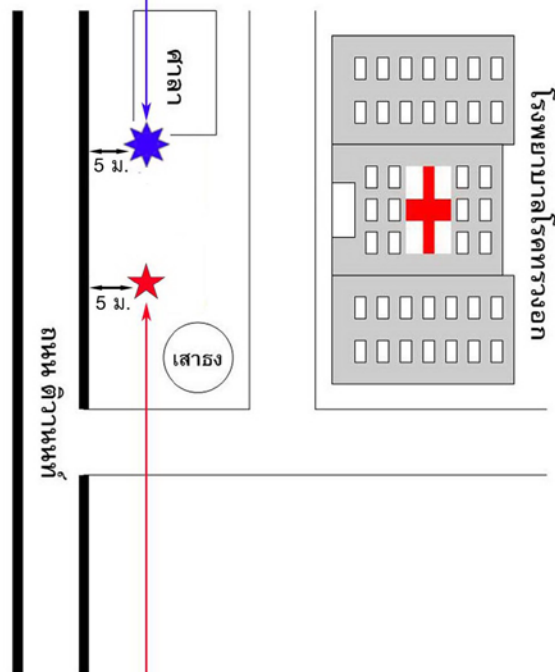 ศาลา
โรงพยาบาลโรคทรวงอก
5 ม.
5 ม.
เสาธง
ถนน ติวานนท์